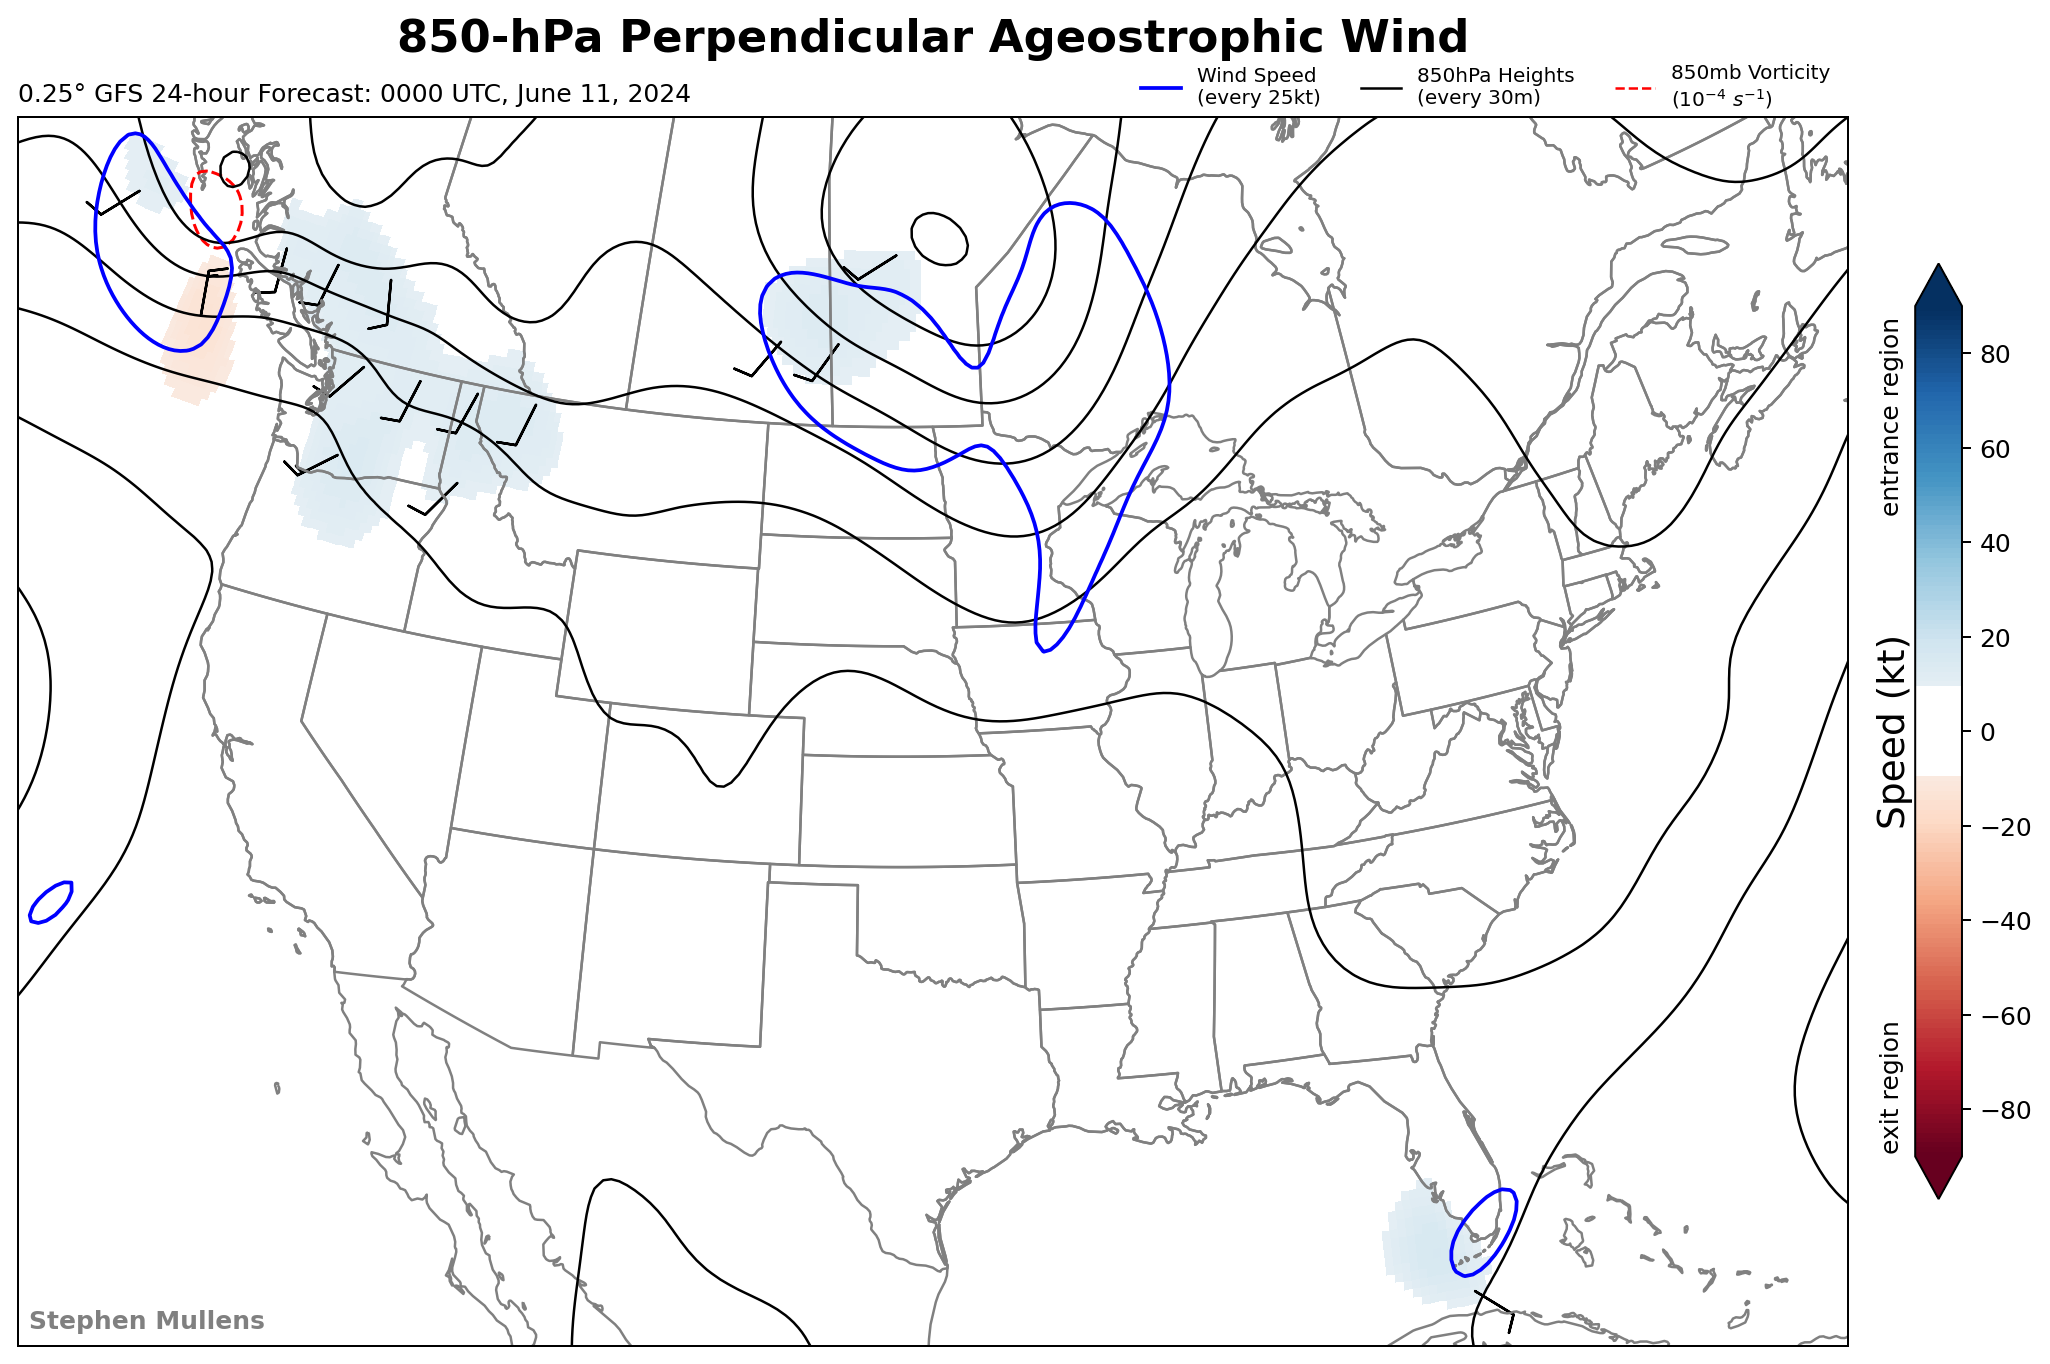 850-hPa Perpendicular Ageostrophic Wind
0.25° GFS 24-hour Forecast: 0000 UTC, June 11, 2024
Wind Speed
(every 25kt)
850hPa Heights
(every 30m)
850mb Vorticity
(10⁻⁴ s⁻¹)
80
60
40
20
0
−20
−40
−60
−80
entrance region
Speed (kt)
exit region
Stephen Mullens